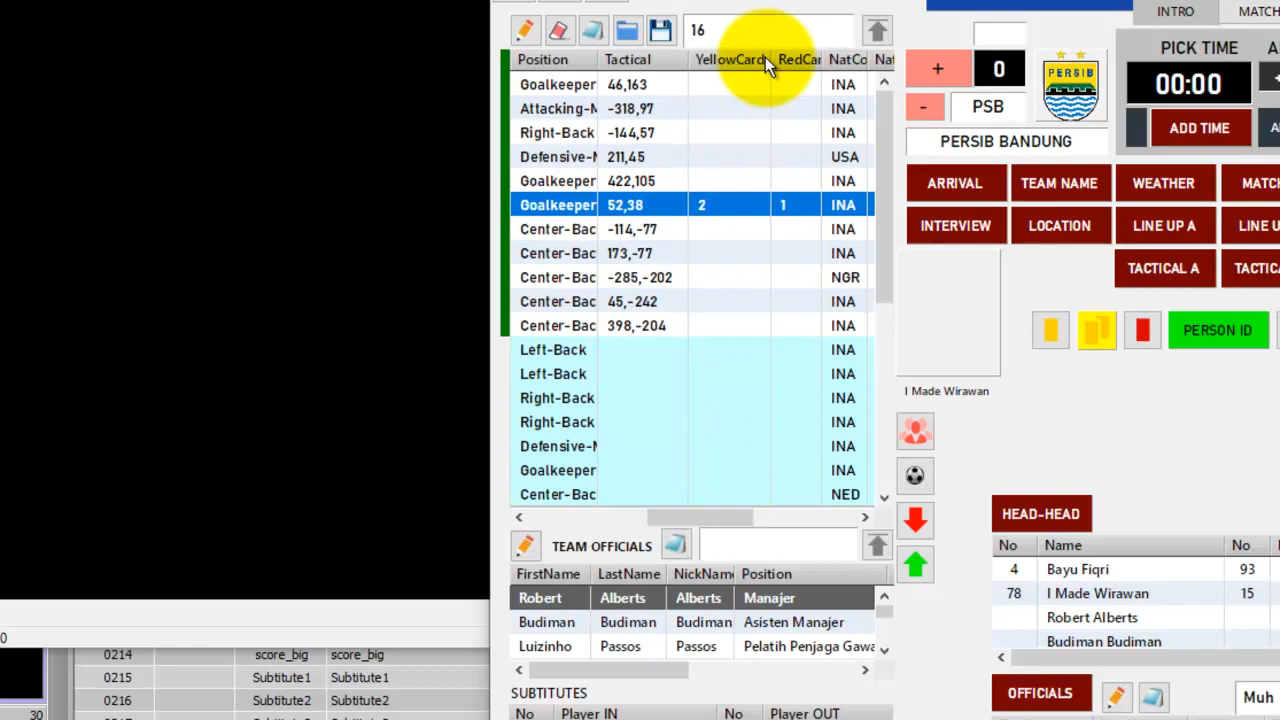 16
INTRO
MATCH
Position Tactical YellowCard RedCar NatCo Nat
Goalkeeper 46,163 INA
Attacking-M -318,97 INA
Right-Back -144,57 INA
Defensive-M 211,45 USA
Goalkeeper 422,105 INA
Goalkeeper 52,38 2 1 INA
Center-Bac -114,-77 INA
Center-Bac 173,-77 INA
Center-Bac -285,-202 NGR
Center-Bac 45,-242 INA
Center-Bac 398,-204 INA
Left-Back INA
Left-Back INA
Right-Back INA
Right-Back INA
Defensive-M INA
Goalkeeper INA
Center-Bac NED
TEAM OFFICIALS
FirstName LastName NickName Position
Robert Alberts Alberts Manajer
Budiman Budiman Budiman Asisten Manajer
Luizinho Passos Passos Pelatih Penjaga Gawa
SUBTITUTES
No Player IN No Player OUT
+ 0
- PSB
PERSIB
PERSIB BANDUNG
PICK TIME
A
00:00
+
ADD TIME
A
ARRIVAL TEAM NAME WEATHER MATC
INTERVIEW LOCATION LINE UP A LINE U
TACTICAL A TACTIC
PERSON ID
I Made Wirawan
HEAD-HEAD
No Name No
4 Bayu Fiqri 93
78 I Made Wirawan 15
Robert Alberts
Budiman Budiman
OFFICIALS
Muh
0
0214 score_big score_big
0215 Subtitute1 Subtitute1
0216 Subtitute2 Subtitute2
30